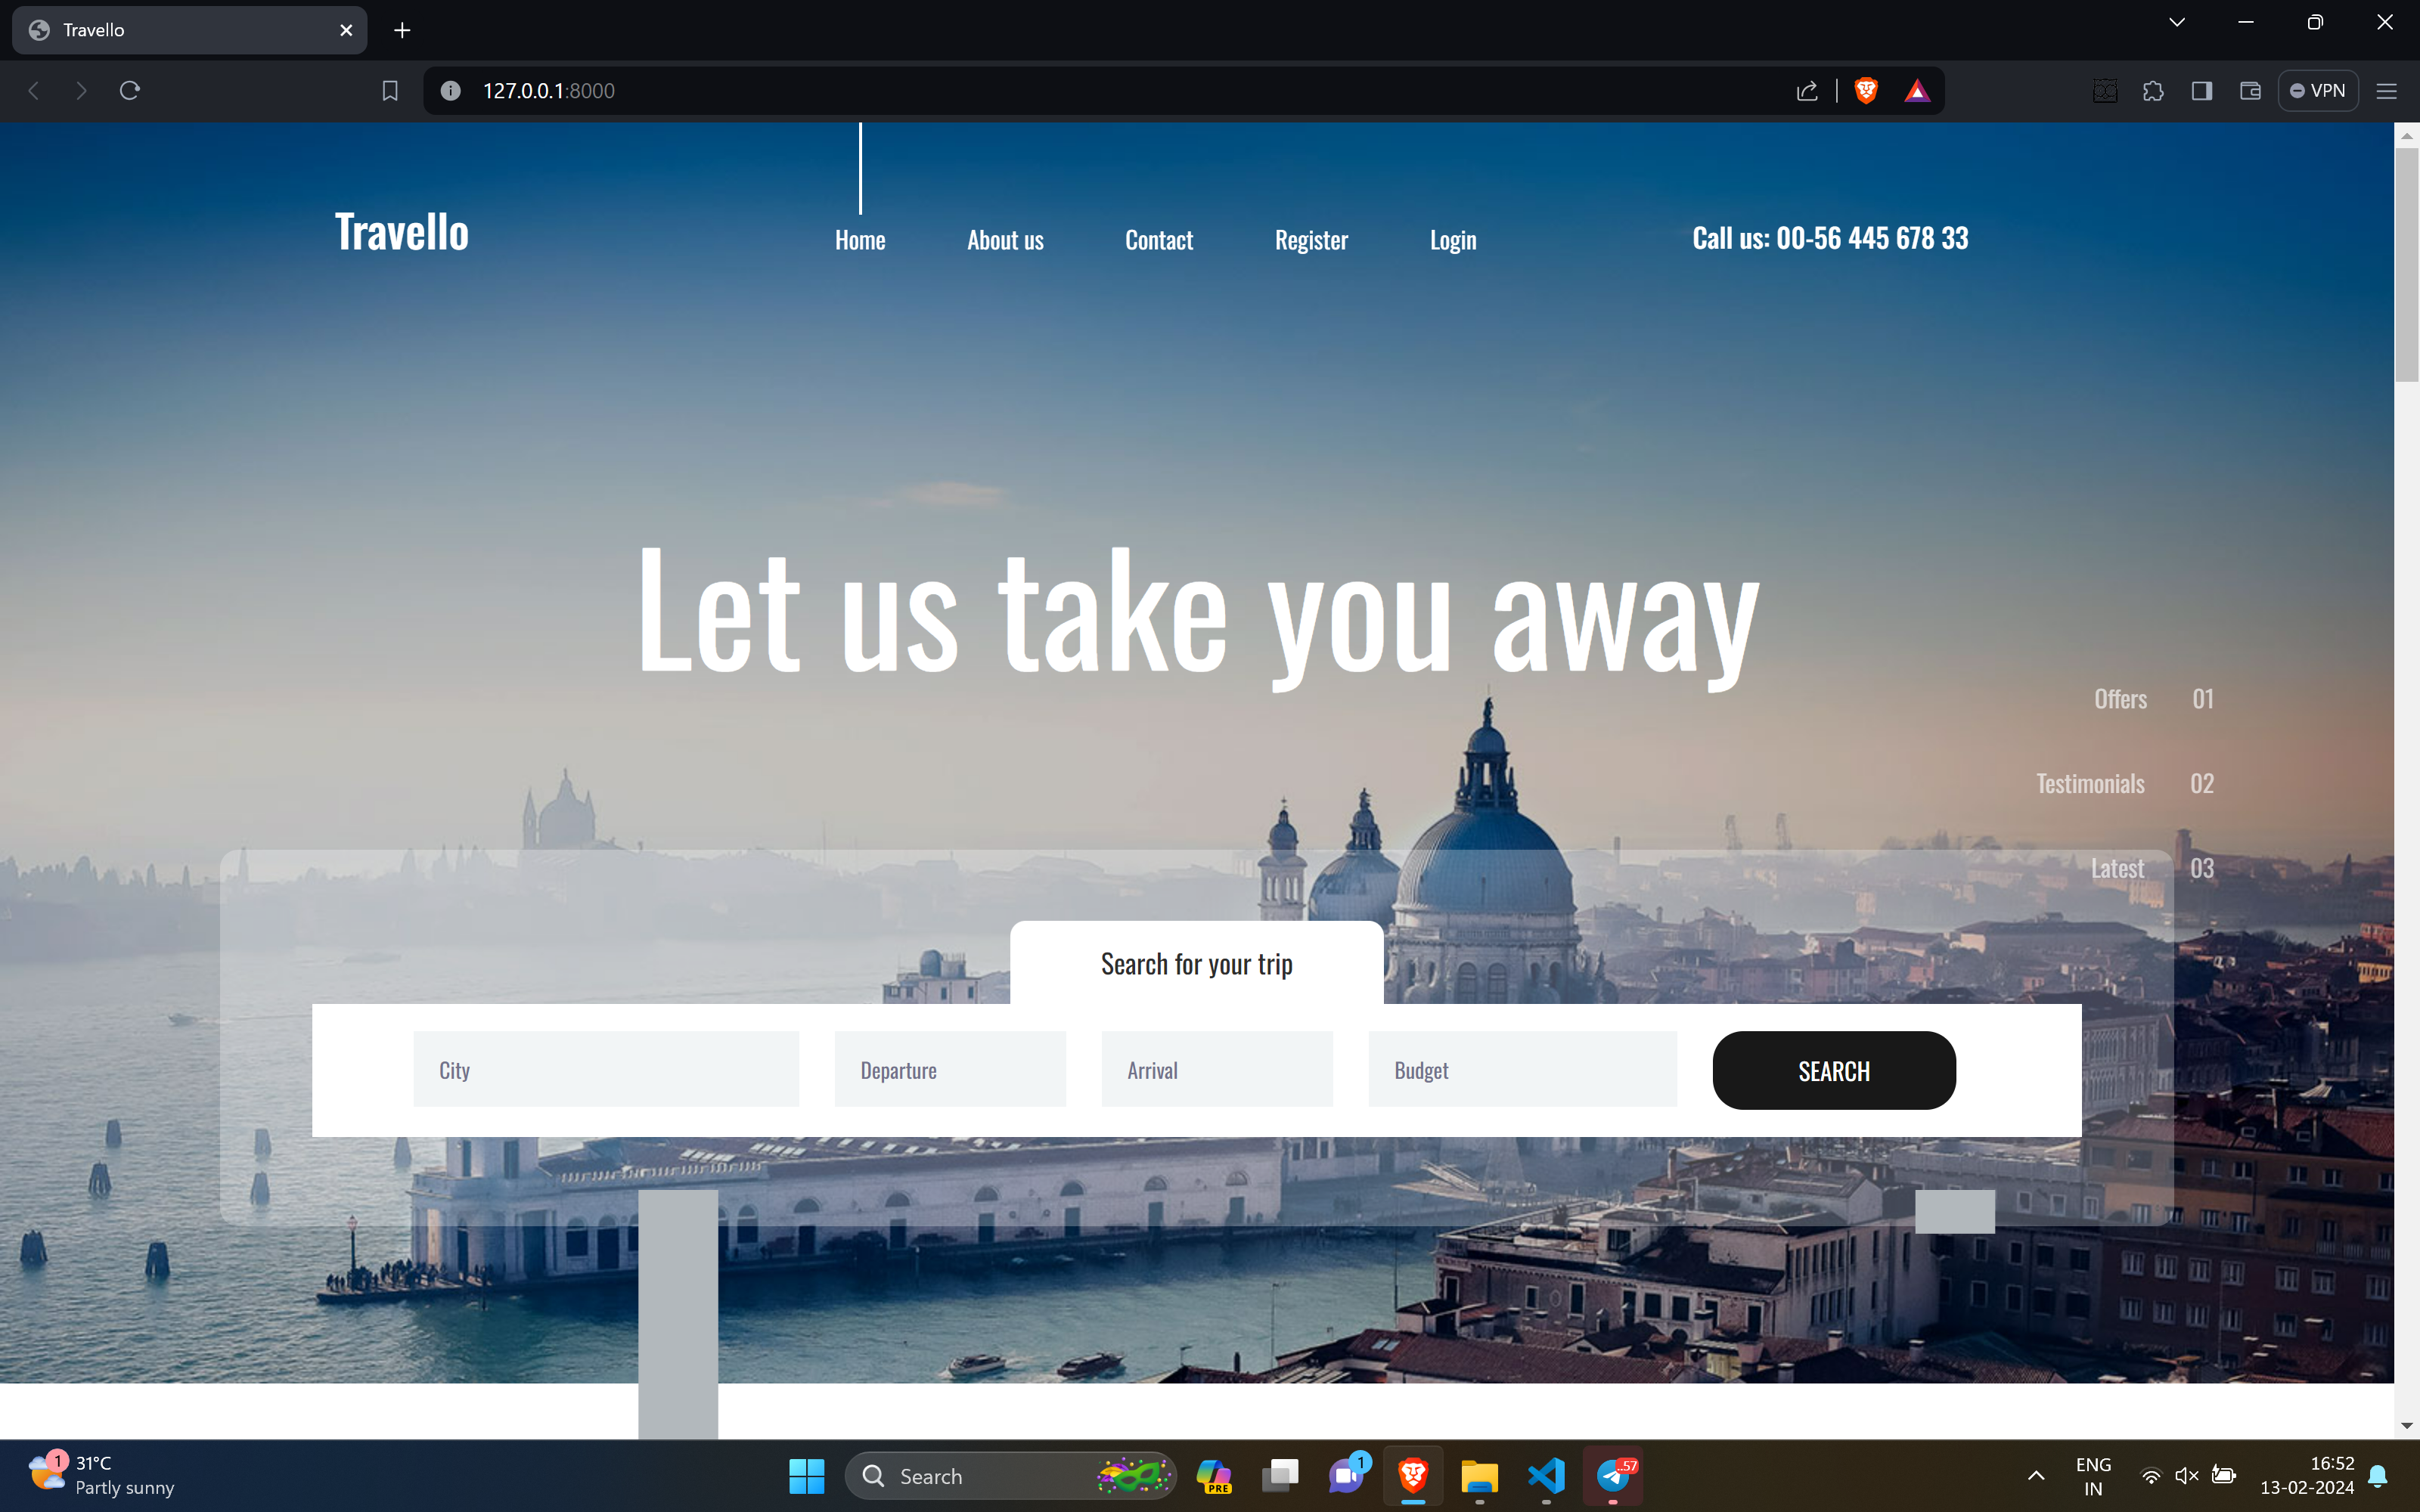 Travello
127.0.0.1:8000
VPN
Travello
Home
About us
Contact
Register
Login
Call us: 00-56 445 678 33
Let us take you away
Offers 01
Testimonials 02
Latest 03
Search for your trip
City
Departure
Arrival
Budget
SEARCH
1
31°C
Partly sunny
Search
PRE
1
..57
ENG
IN
16:52
13-02-2024